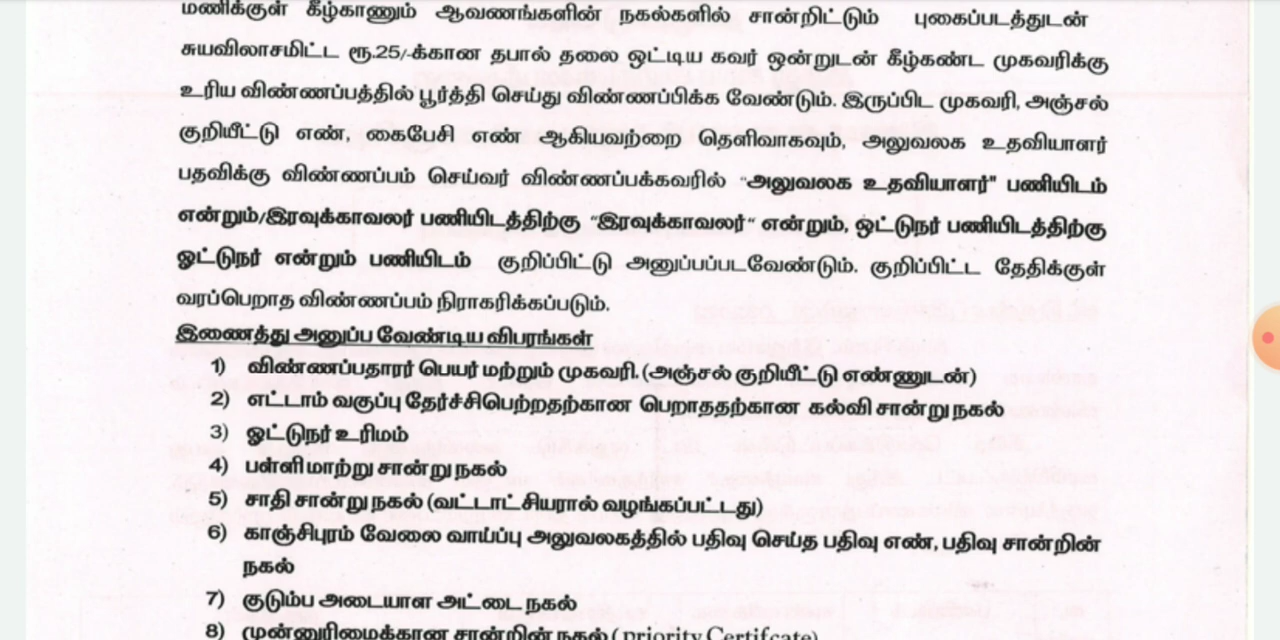 மணிக்குள் கீழ்காணும் ஆவணங்களின் நகல்களில் சான்றிட்டும் புகைப்படத்துடன்
சுயவிலாசமிட்ட ரூ.25/-க்கான தபால் தலை ஒட்டிய கவர் ஒன்றுடன் கீழ்கண்ட முகவரிக்கு
உரிய விண்ணப்பத்தில் பூர்த்தி செய்து விண்ணப்பிக்க வேண்டும். இருப்பிட முகவரி, அஞ்சல்
குறியீட்டு எண், கைபேசி எண் ஆகியவற்றை தெளிவாகவும், அலுவலக உதவியாளர்
பதவிக்கு விண்ணப்பம் செய்வர் விண்ணப்பக்கவரில் "அலுவலக உதவியாளர்" பணியிடம்
என்றும்/இரவுக்காவலர் பணியிடத்திற்கு "இரவுக்காவலர்" என்றும், ஓட்டுநர் பணியிடத்திற்கு
ஓட்டுநர் என்றும் பணியிடம் குறிப்பிட்டு அனுப்பப்படவேண்டும். குறிப்பிட்ட தேதிக்குள்
வரப்பெறாத விண்ணப்பம் நிராகரிக்கப்படும்.
இணைத்து அனுப்ப வேண்டிய விபரங்கள்
1) விண்ணப்பதாரர் பெயர் மற்றும் முகவரி. (அஞ்சல் குறியீட்டு எண்ணுடன்)
2) எட்டாம் வகுப்பு தேர்ச்சிபெற்றதற்கான பெறாததற்கான கல்வி சான்று நகல்
3) ஓட்டுநர் உரிமம்
4) பள்ளி மாற்று சான்று நகல்
5) சாதி சான்று நகல் (வட்டாட் சியரால் வழங்கப்பட்டது)
6) காஞ்சிபுரம் வேலை வாய்ப்பு அலுவலகத்தில் பதிவு செய்த பதிவு எண், பதிவு சான்றின்
நகல்
7) குடும்ப அடையாள அட்டை நகல்
8) முன்னுரிமைக்கான சான்றின் நகல் ( priority Certifcate)